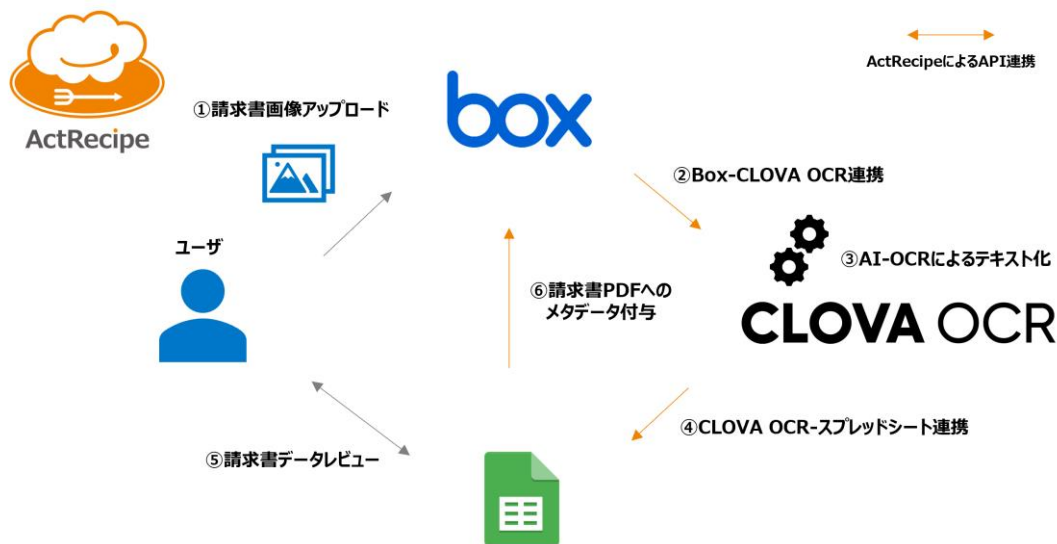 ActRecipe
①請求書画像アップロード
box
ActRecipeによるAPI連携
②Box-CLOVA OCR連携
ユーザ
③AI-OCRによるテキスト化
⑥請求書PDFへの
メタデータ付与
CLOVA OCR
④CLOVA OCR-スプレッドシート連携
⑤請求書データレビュー